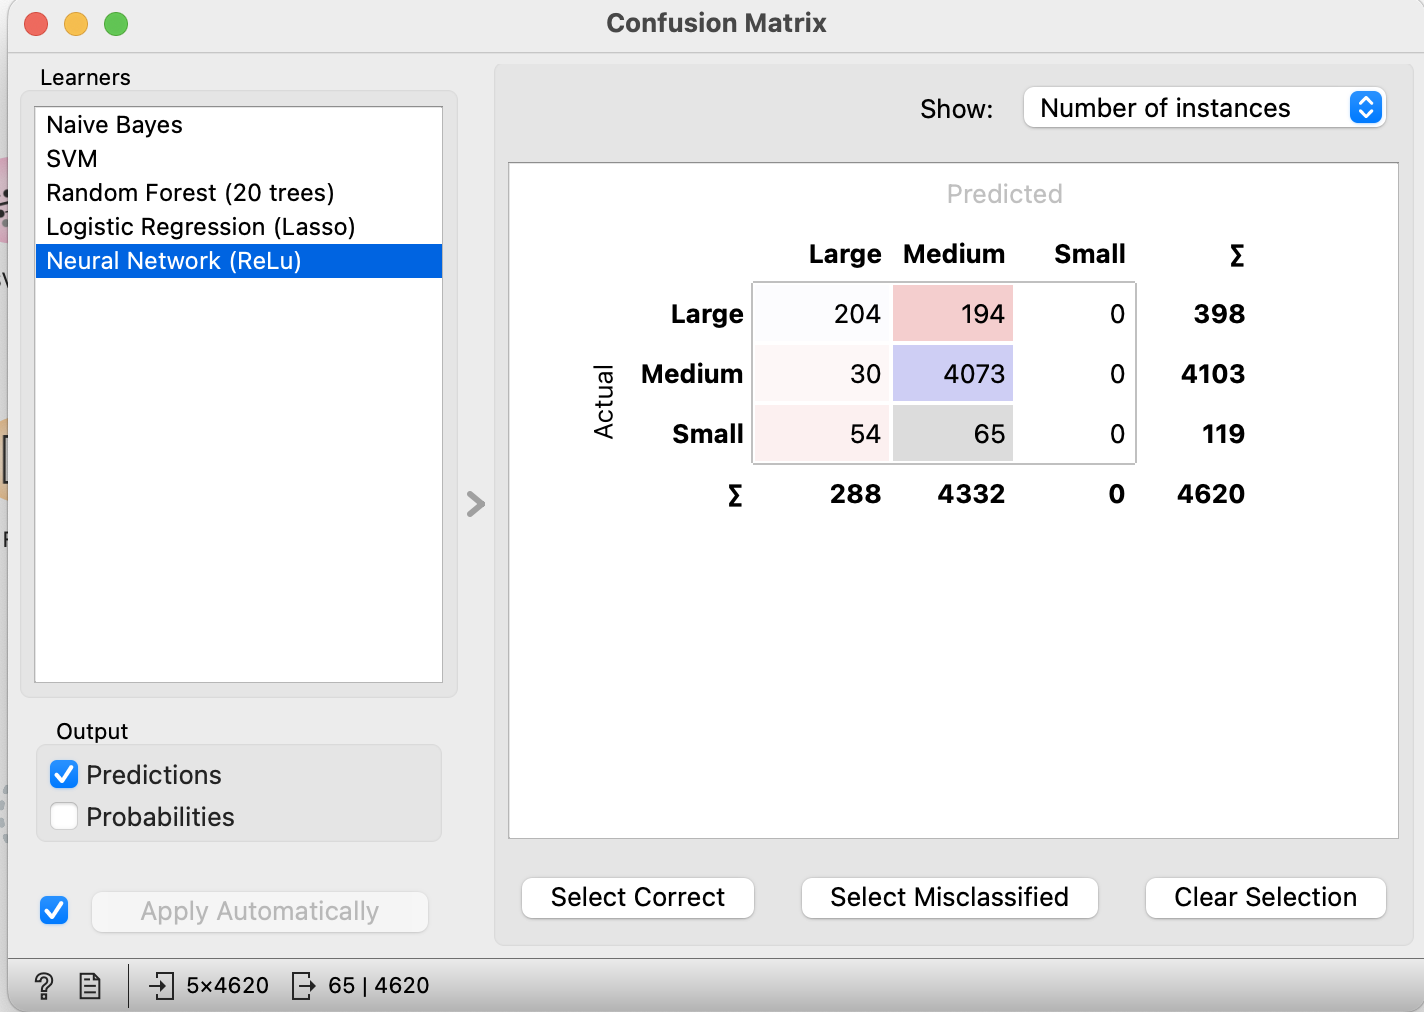 Confusion Matrix
Learners
Naive Bayes
SVM
Random Forest (20 trees)
Logistic Regression (Lasso)
Neural Network (ReLu)
Output
Predictions
Probabilities
Apply Automatically
Show: Number of instances
Predicted
Large Medium Small Σ
Actual
Large 204 194 0 398
Medium 30 4073 0 4103
Small 54 65 0 119
Σ 288 4332 0 4620
Select Correct Select Misclassified Clear Selection
? 5×4620 65 | 4620